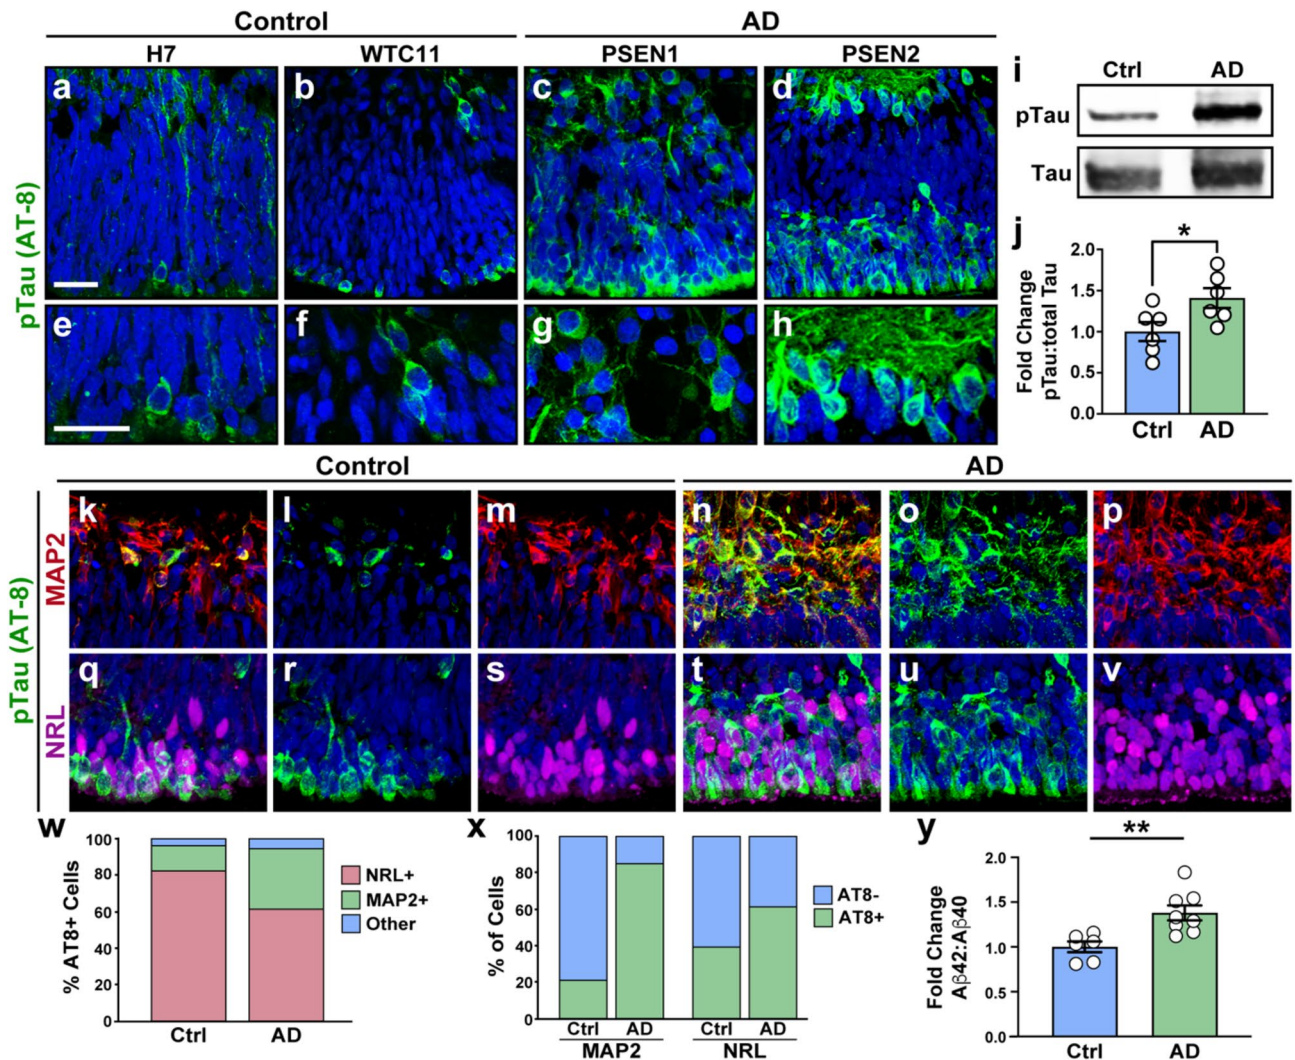 Control
AD
H7
WTC11
PSEN1
PSEN2
pTau (AT-8)
a
b
c
d
e
f
g
h
i
Ctrl
AD
pTau
Tau
j
*
Fold Change
pTau:total Tau
2.0
1.5
1.0
0.5
0.0
Ctrl
AD
Control
AD
pTau (AT-8)
MAP2
NRL
k
l
m
n
o
p
q
r
s
t
u
v
w
% AT8+ Cells
100
80
60
40
20
0
Ctrl
AD
NRL+
MAP2+
Other
x
% of Cells
100
80
60
40
20
0
Ctrl
AD
Ctrl
AD
MAP2
NRL
AT8-
AT8+
y
**
Fold Change
Aβ42:Aβ40
2.0
1.5
1.0
0.5
0.0
Ctrl
AD